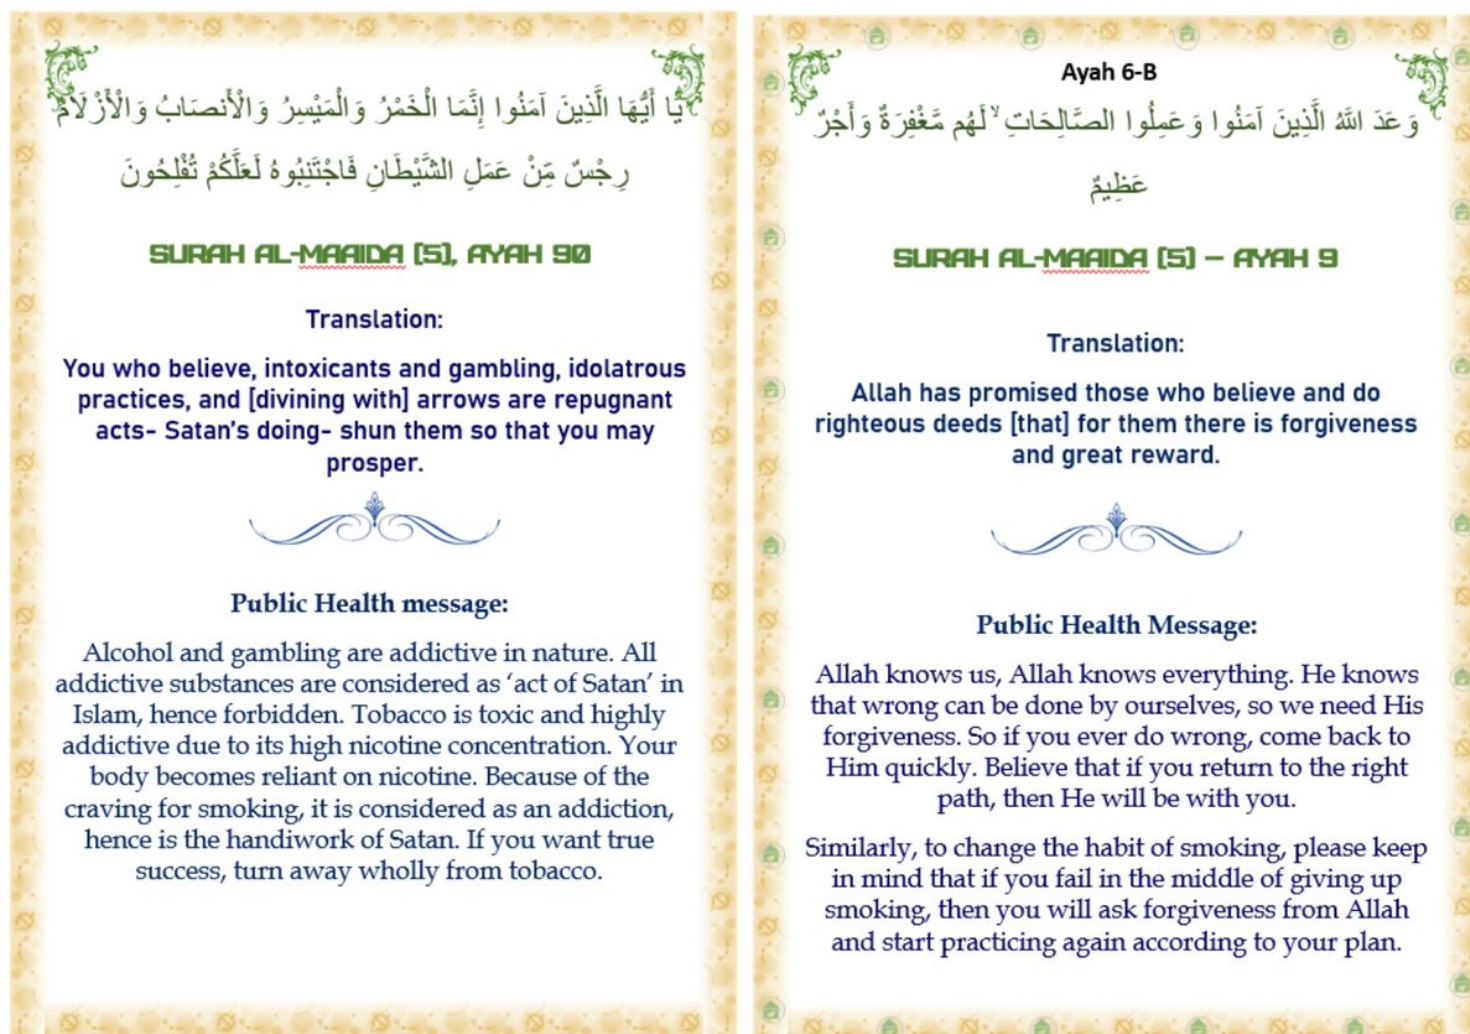 يَا أَيُّهَا الَّذِينَ آمَنُوا إِنَّمَا الْخَمْرُ وَالْمَيْسِرُ وَالْأَنصَابُ وَالْأَزْلَامُ
رِجْسٌ مِّنْ عَمَلِ الشَّيْطَانِ فَاجْتَنِبُوهُ لَعَلَّكُمْ تُفْلِحُونَ
SURAH AL-MAAIDA (5), AYAH 90
Translation:
You who believe, intoxicants and gambling, idolatrous
practices, and [divining with] arrows are repugnant
acts- Satan's doing- shun them so that you may
prosper.
Public Health message:
Alcohol and gambling are addictive in nature. All
addictive substances are considered as 'act of Satan' in
Islam, hence forbidden. Tobacco is toxic and highly
addictive due to its high nicotine concentration. Your
body becomes reliant on nicotine. Because of the
craving for smoking, it is considered as an addiction,
hence is the handiwork of Satan. If you want true
success, turn away wholly from tobacco.
Ayah 6-B
وَعَدَ اللَّهُ الَّذِينَ آمَنُوا وَعَمِلُوا الصَّالِحَاتِ ۙ لَهُم مَّغْفِرَةٌ وَأَجْرٌ
عَظِيمٌ
SURAH AL-MAAIDA (5) – AYAH 9
Translation:
Allah has promised those who believe and do
righteous deeds [that] for them there is forgiveness
and great reward.
Public Health Message:
Allah knows us, Allah knows everything. He knows
that wrong can be done by ourselves, so we need His
forgiveness. So if you ever do wrong, come back to
Him quickly. Believe that if you return to the right
path, then He will be with you.
Similarly, to change the habit of smoking, please keep
in mind that if you fail in the middle of giving up
smoking, then you will ask forgiveness from Allah
and start practicing again according to your plan.